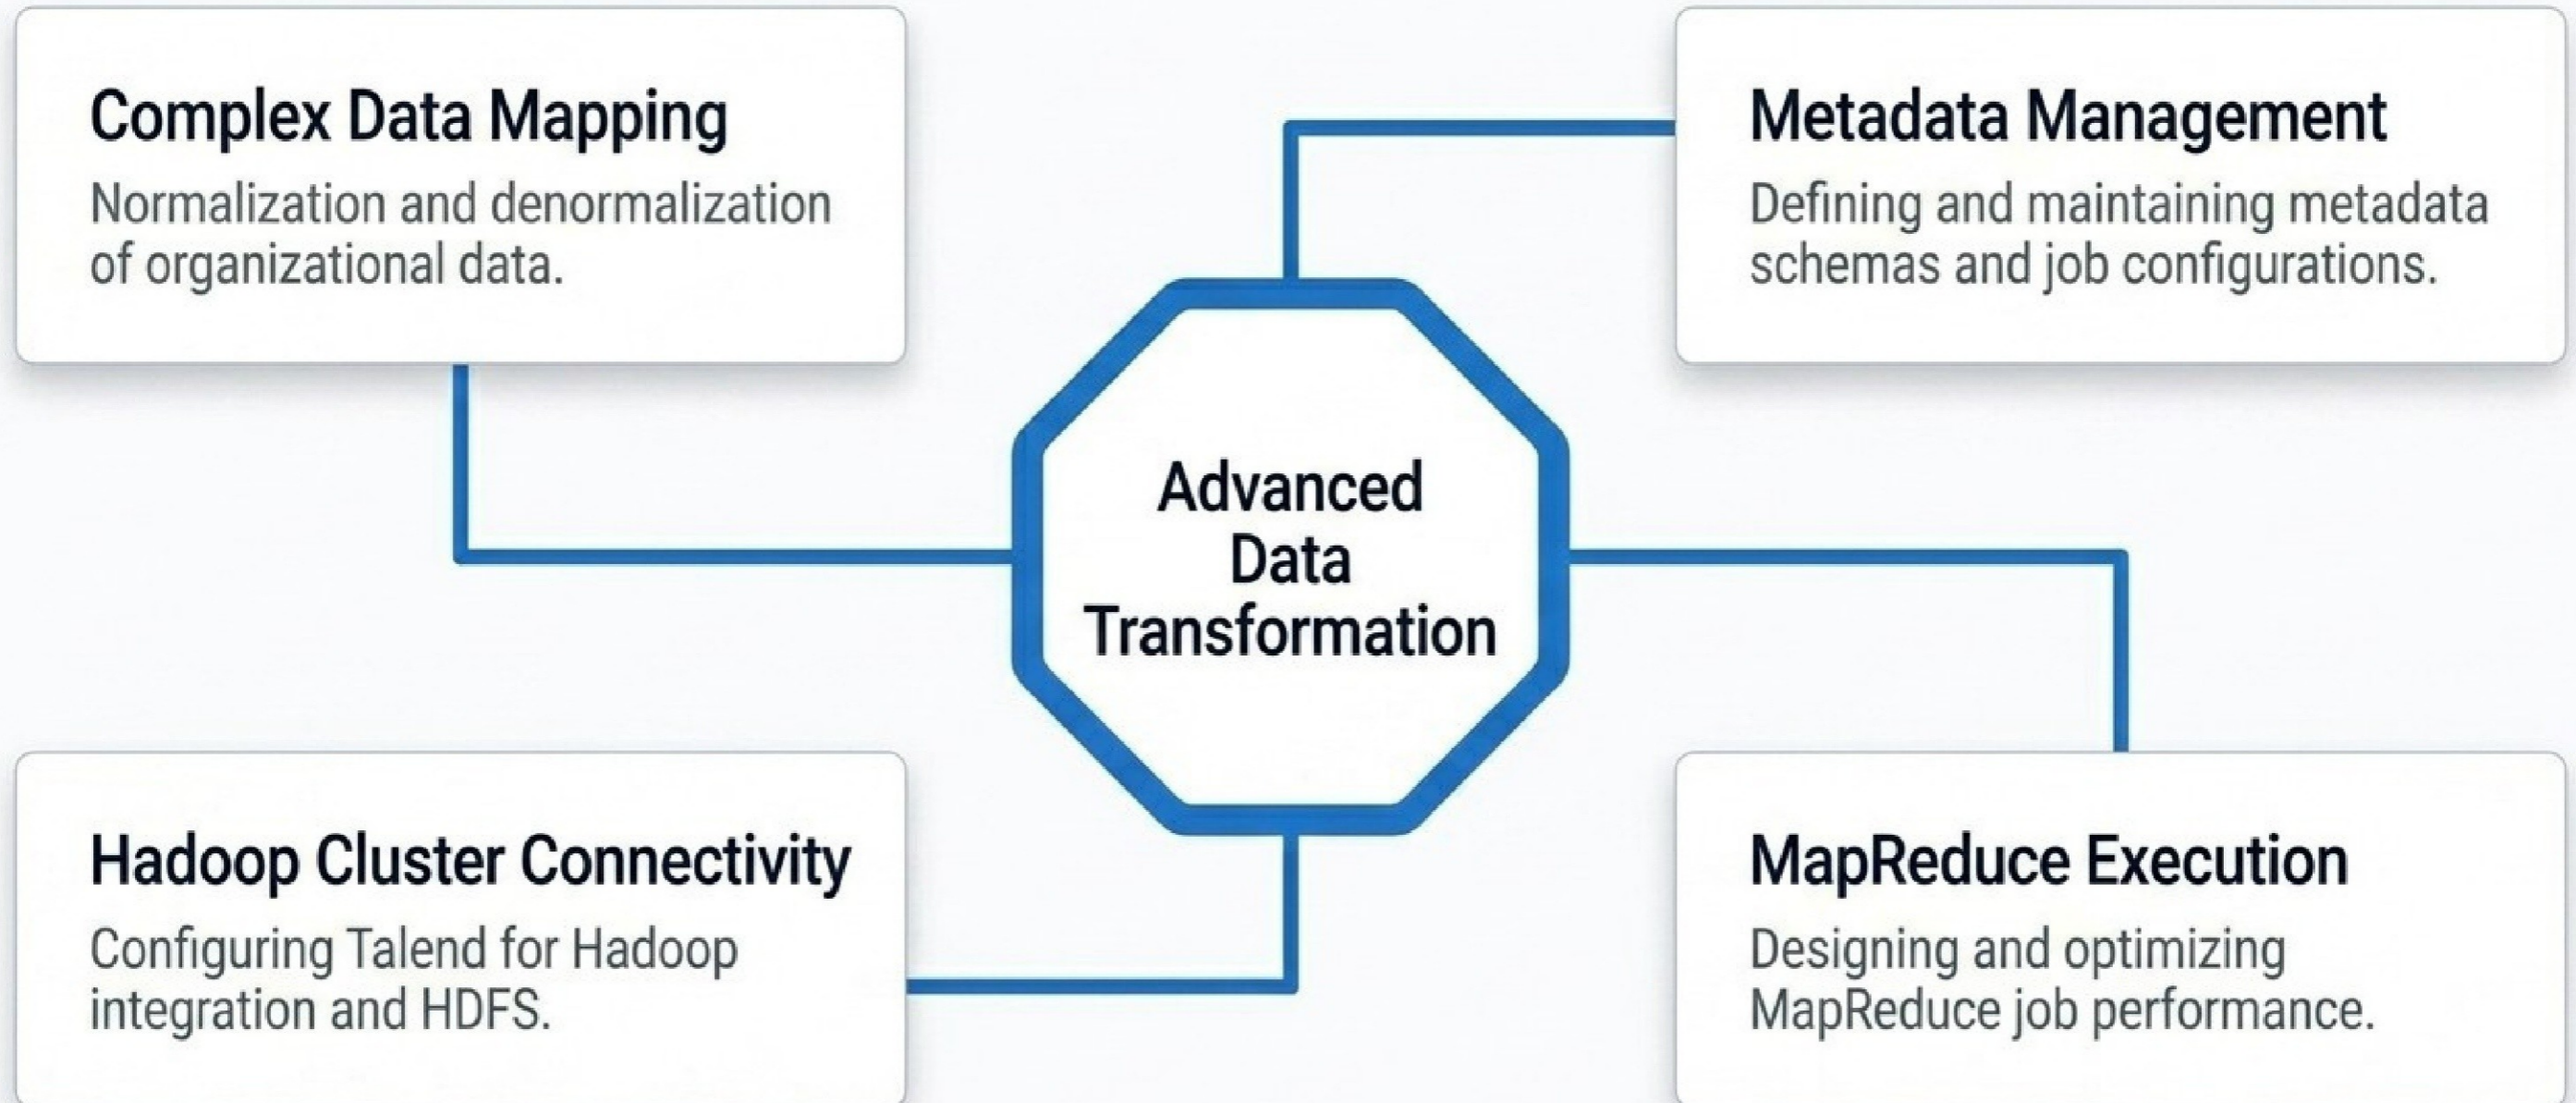 Complex Data Mapping
Normalization and denormalization
of organizational data.
Metadata Management
Defining and maintaining metadata
schemas and job configurations.
Advanced
Data
Transformation
Hadoop Cluster Connectivity
Configuring Talend for Hadoop
integration and HDFS.
MapReduce Execution
Designing and optimizing
MapReduce job performance.